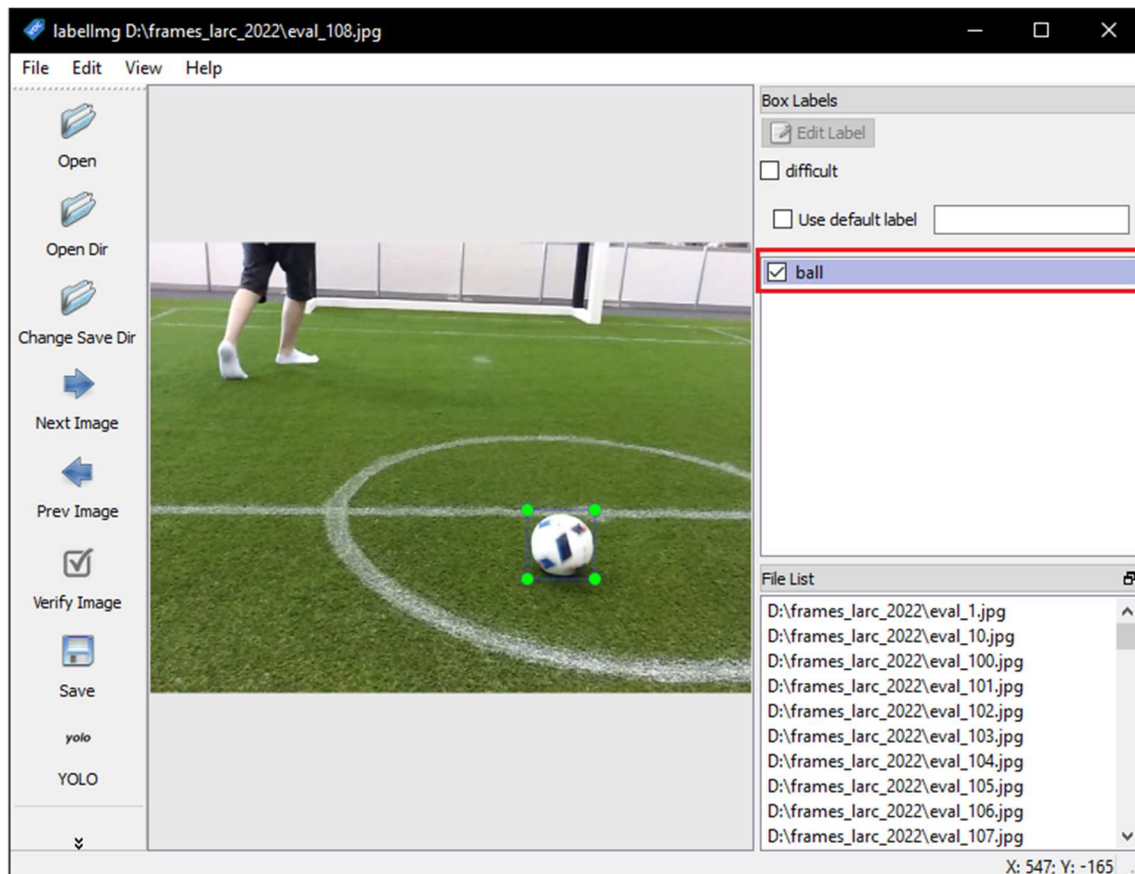 labelImg D:\frames_larc_2022\eval_108.jpg
File Edit View Help
Open
Open Dir
Change Save Dir
Next Image
Prev Image
Verify Image
Save
yolo
YOLO
Box Labels
Edit Label
difficult
Use default label
ball
File List
D:\frames_larc_2022\eval_1.jpg
D:\frames_larc_2022\eval_10.jpg
D:\frames_larc_2022\eval_100.jpg
D:\frames_larc_2022\eval_101.jpg
D:\frames_larc_2022\eval_102.jpg
D:\frames_larc_2022\eval_103.jpg
D:\frames_larc_2022\eval_104.jpg
D:\frames_larc_2022\eval_105.jpg
D:\frames_larc_2022\eval_106.jpg
D:\frames_larc_2022\eval_107.jpg
X: 547; Y: -165